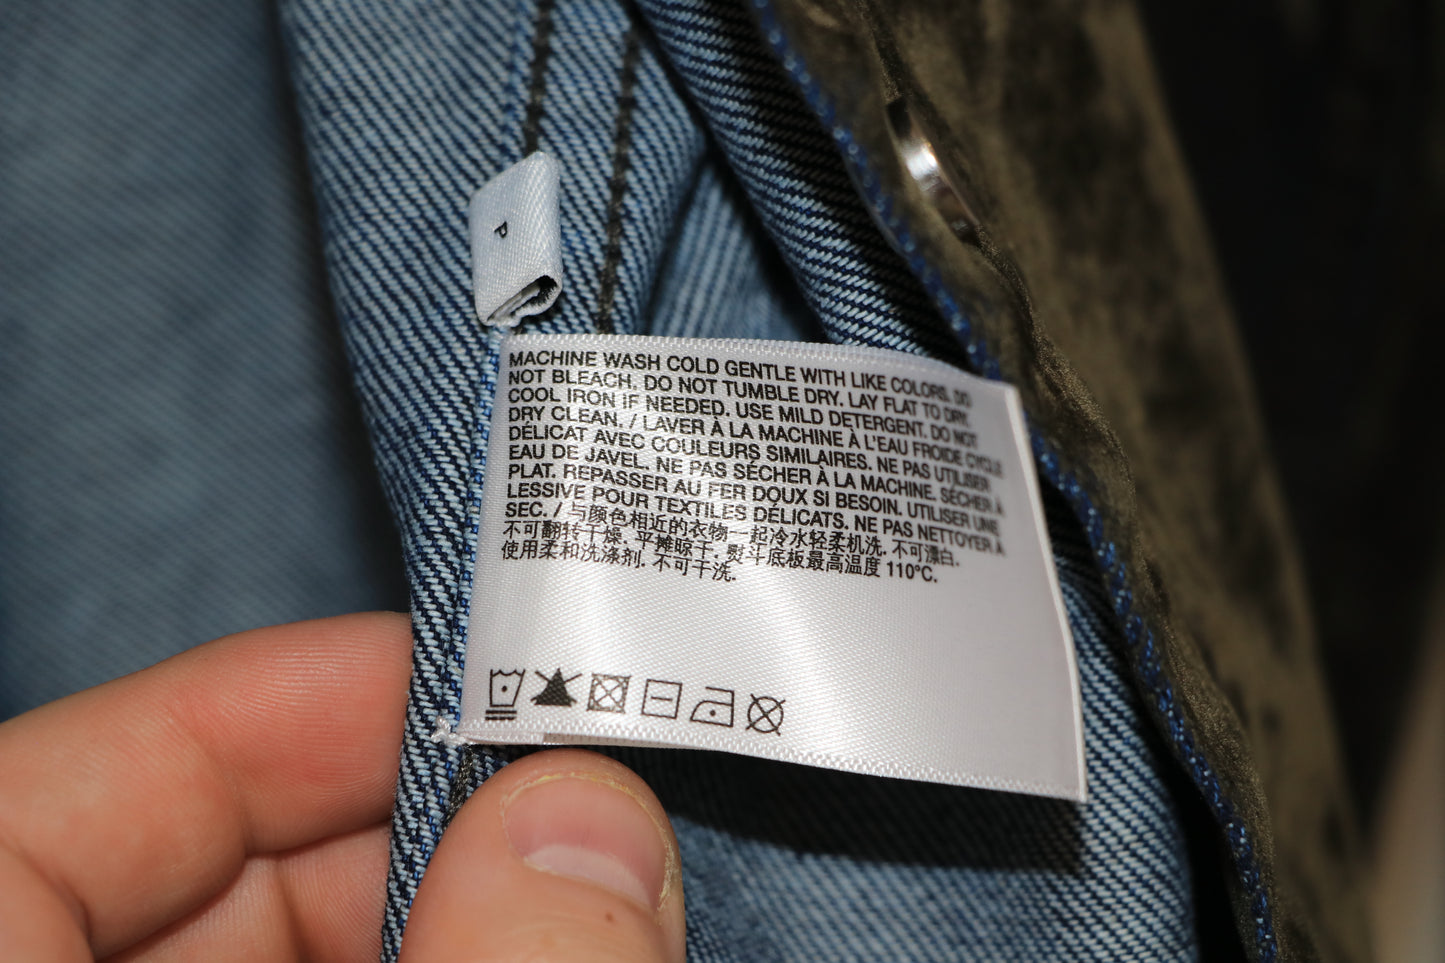 P
MACHINE WASH COLD GENTLE WITH LIKE COLORS. DO
NOT BLEACH. DO NOT TUMBLE DRY. LAY FLAT TO DRY.
COOL IRON IF NEEDED. USE MILD DETERGENT. DO NOT
DRY CLEAN. / LAVER À LA MACHINE À L'EAU FROIDE CYCLE
DÉLICAT AVEC COULEURS SIMILAIRES. NE PAS UTILISER
EAU DE JAVEL. NE PAS SÉCHER À LA MACHINE. SÉCHER À
PLAT. REPASSER AU FER DOUX SI BESOIN. UTILISER UNE
LESSIVE POUR TEXTILES DÉLICATS. NE PAS NETTOYER À
SEC. / 与颜色相近的衣物一起冷水轻柔机洗. 不可漂白.
不可翻转干燥. 平摊晾干. 熨斗底板最高温度 110°C.
使用柔和洗涤剂. 不可干洗.